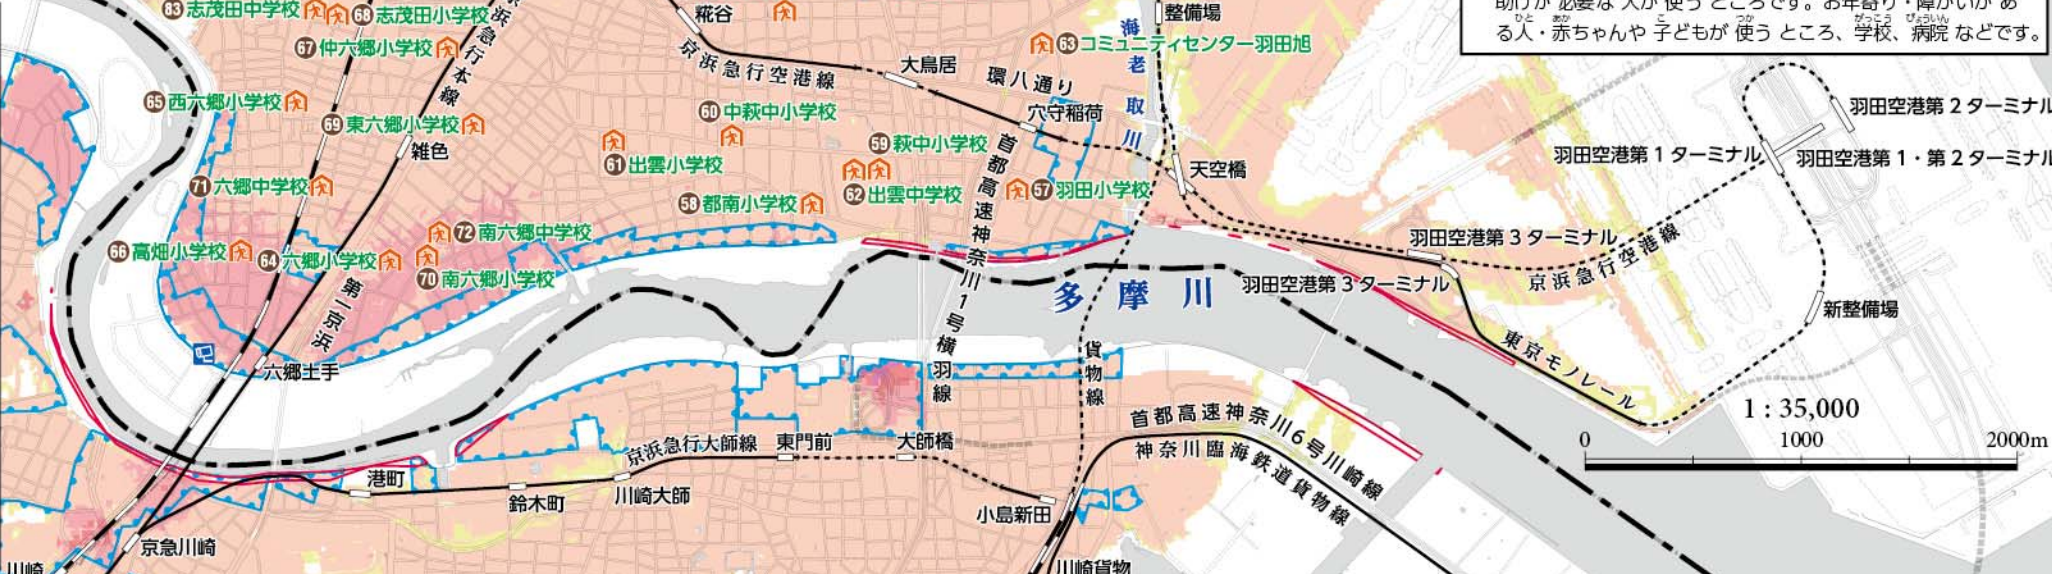 83 志茂田中学校
68 志茂田小学校
67 仲六郷小学校
京浜急行本線
糀谷
京浜急行空港線
大鳥居
環八通り
穴守稲荷
海老取川
整備場
63 コミュニティセンター羽田旭
助けが 必要な 人が 使う ところです。お年寄り・障がいが あ
る人・赤ちゃんや 子どもが 使う ところ、学校、病院 などです。
ひと あか こ つか がっこう びょういん
65 西六郷小学校
69 東六郷小学校
雑色
60 中萩中小学校
59 萩中小学校
61 出雲小学校
62 出雲中学校
57 羽田小学校
58 都南小学校
71 六郷中学校
72 南六郷中学校
66 高畑小学校
64 六郷小学校
70 南六郷小学校
第一京浜
六郷土手
首都高速神奈川1号横羽線
天空橋
多摩川
羽田空港第2ターミナル
羽田空港第1ターミナル
羽田空港第1・第2ターミナル
羽田空港第3ターミナル
羽田空港第3ターミナル
京浜急行空港線
新整備場
東京モノレール
貨物線
首都高速神奈川6号川崎線
神奈川臨海鉄道貨物線
1:35,000
0 1000 2000m
京浜急行大師線
東門前
大師橋
港町
鈴木町
川崎大師
小島新田
京急川崎
川崎
川崎貨物